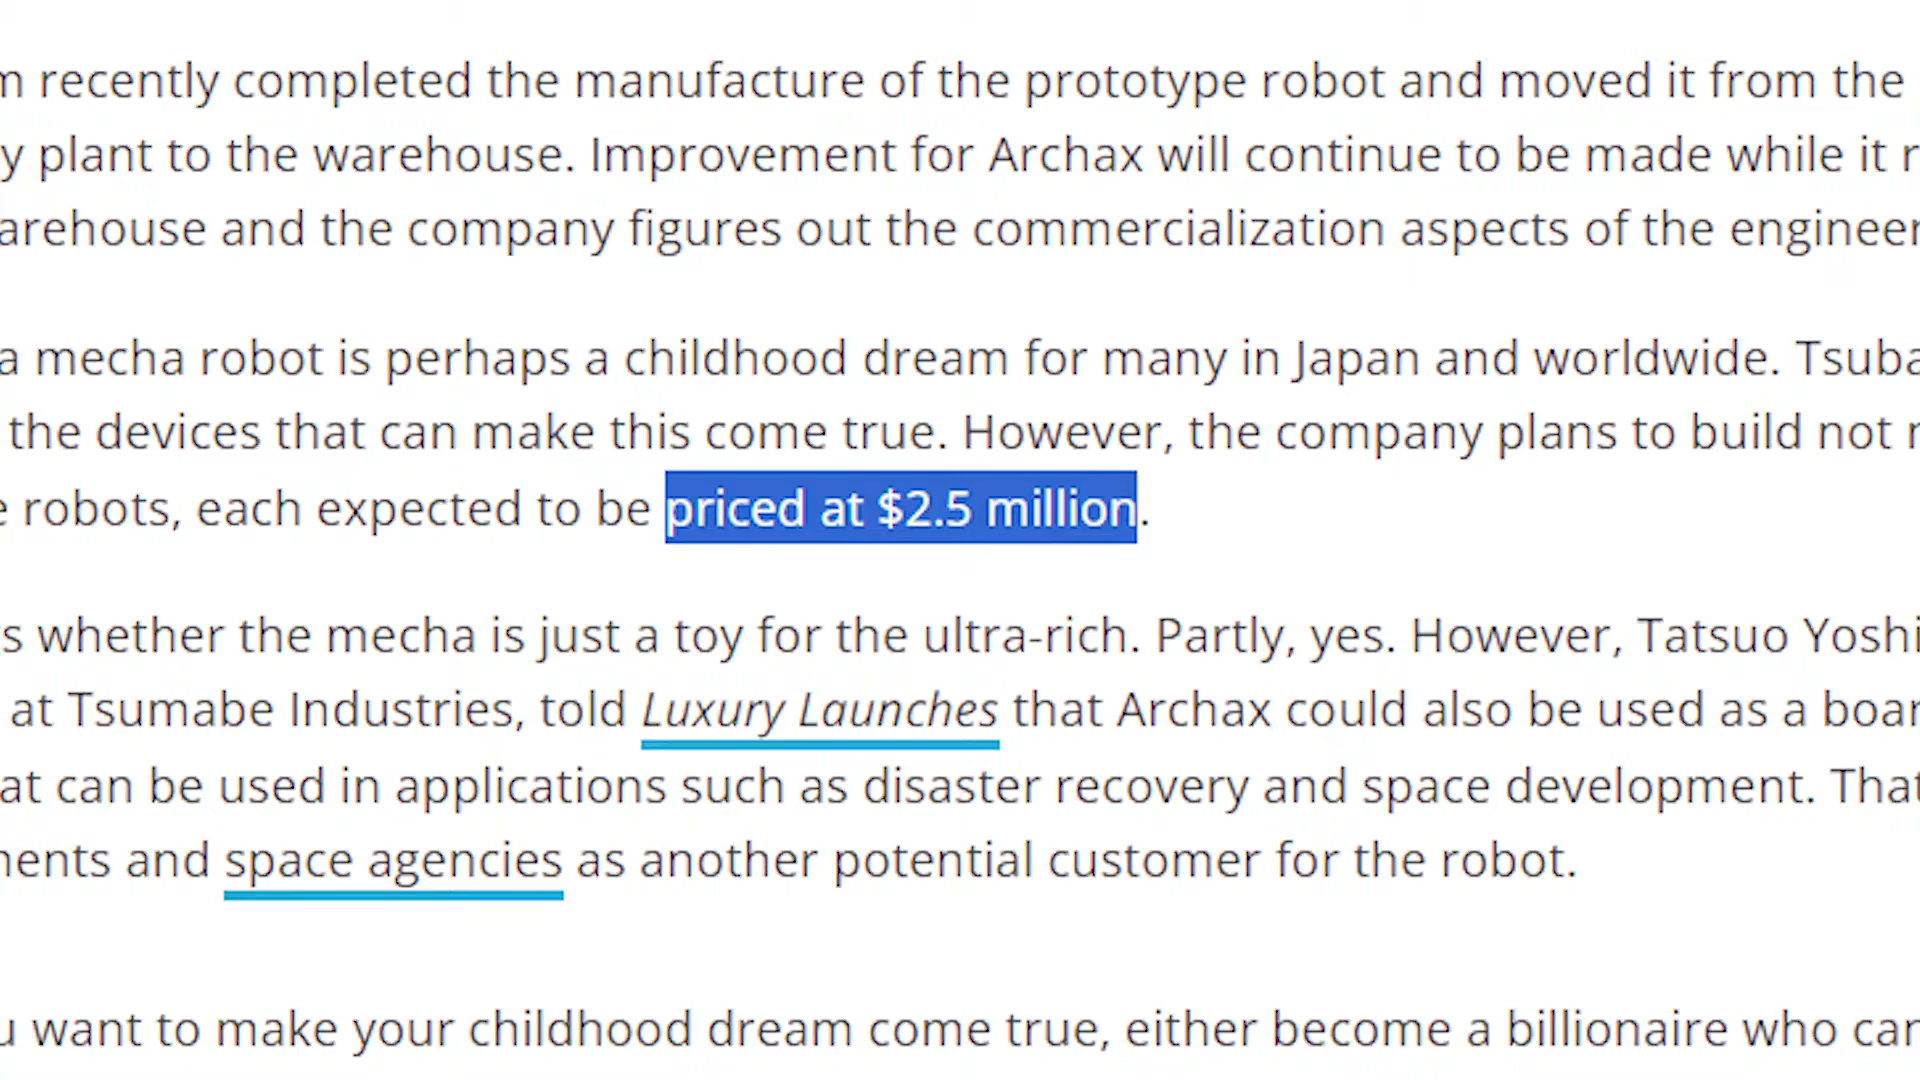 m recently completed the manufacture of the prototype robot and moved it from the
y plant to the warehouse. Improvement for Archax will continue to be made while it r
arehouse and the company figures out the commercialization aspects of the engineer
a mecha robot is perhaps a childhood dream for many in Japan and worldwide. Tsuba
the devices that can make this come true. However, the company plans to build not
e robots, each expected to be priced at $2.5 million.
s whether the mecha is just a toy for the ultra-rich. Partly, yes. However, Tatsuo Yoshi
at Tsumabe Industries, told Luxury Launches that Archax could also be used as a boar
at can be used in applications such as disaster recovery and space development. That
ments and space agencies as another potential customer for the robot.
u want to make your childhood dream come true, either become a billionaire who can